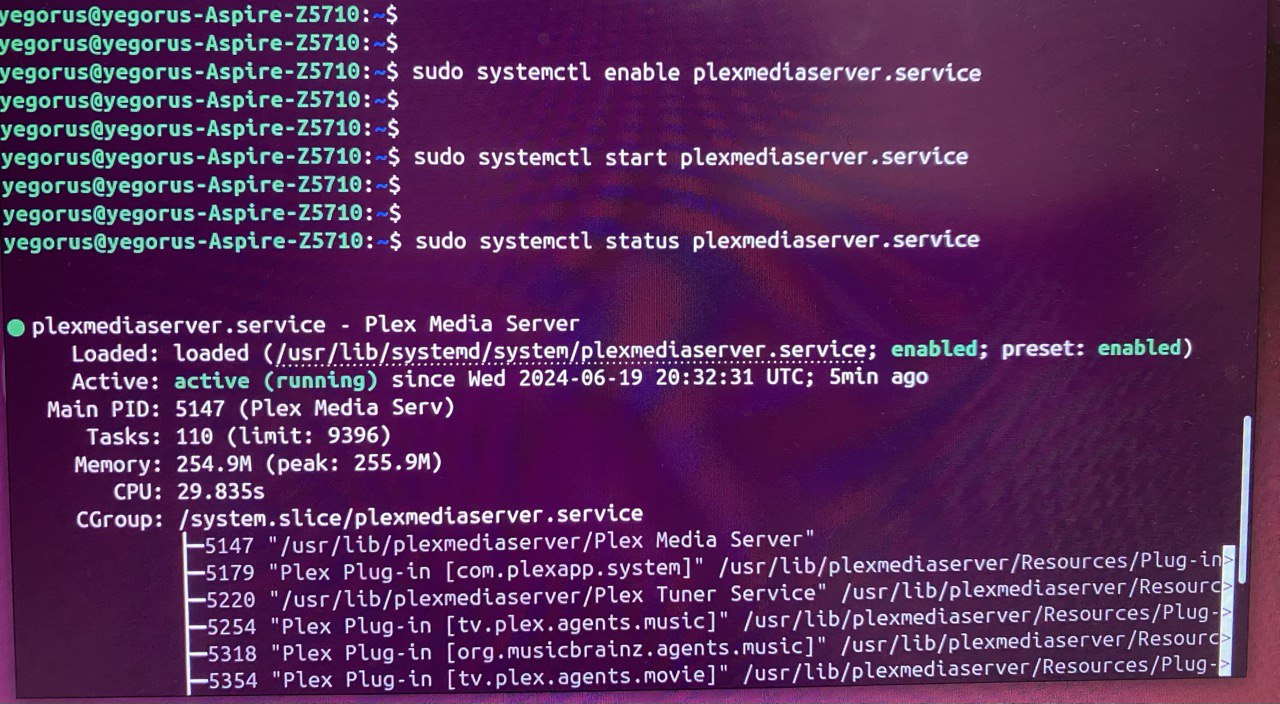 yegorus@yegorus-Aspire-Z5710:~$
yegorus@yegorus-Aspire-Z5710:~$
yegorus@yegorus-Aspire-Z5710:~$ sudo systemctl enable plexmediaserver.service
yegorus@yegorus-Aspire-Z5710:~$
yegorus@yegorus-Aspire-Z5710:~$
yegorus@yegorus-Aspire-Z5710:~$ sudo systemctl start plexmediaserver.service
yegorus@yegorus-Aspire-Z5710:~$
yegorus@yegorus-Aspire-Z5710:~$
yegorus@yegorus-Aspire-Z5710:~$ sudo systemctl status plexmediaserver.service
● plexmediaserver.service - Plex Media Server
Loaded: loaded (/usr/lib/systemd/system/plexmediaserver.service; enabled; preset: enabled)
Active: active (running) since Wed 2024-06-19 20:32:31 UTC; 5min ago
Main PID: 5147 (Plex Media Serv)
Tasks: 110 (limit: 9396)
Memory: 254.9M (peak: 255.9M)
CPU: 29.835s
CGroup: /system.slice/plexmediaserver.service
├─5147 "/usr/lib/plexmediaserver/Plex Media Server"
├─5179 "Plex Plug-in [com.plexapp.system]" /usr/lib/plexmediaserver/Resources/Plug-in>
├─5220 "/usr/lib/plexmediaserver/Plex Tuner Service" /usr/lib/plexmediaserver/Resourc>
├─5254 "Plex Plug-in [tv.plex.agents.music]" /usr/lib/plexmediaserver/Resources/Plug->
├─5318 "Plex Plug-in [org.musicbrainz.agents.music]" /usr/lib/plexmediaserver/Resourc>
├─5354 "Plex Plug-in [tv.plex.agents.movie]" /usr/lib/plexmediaserver/Resources/Plug->